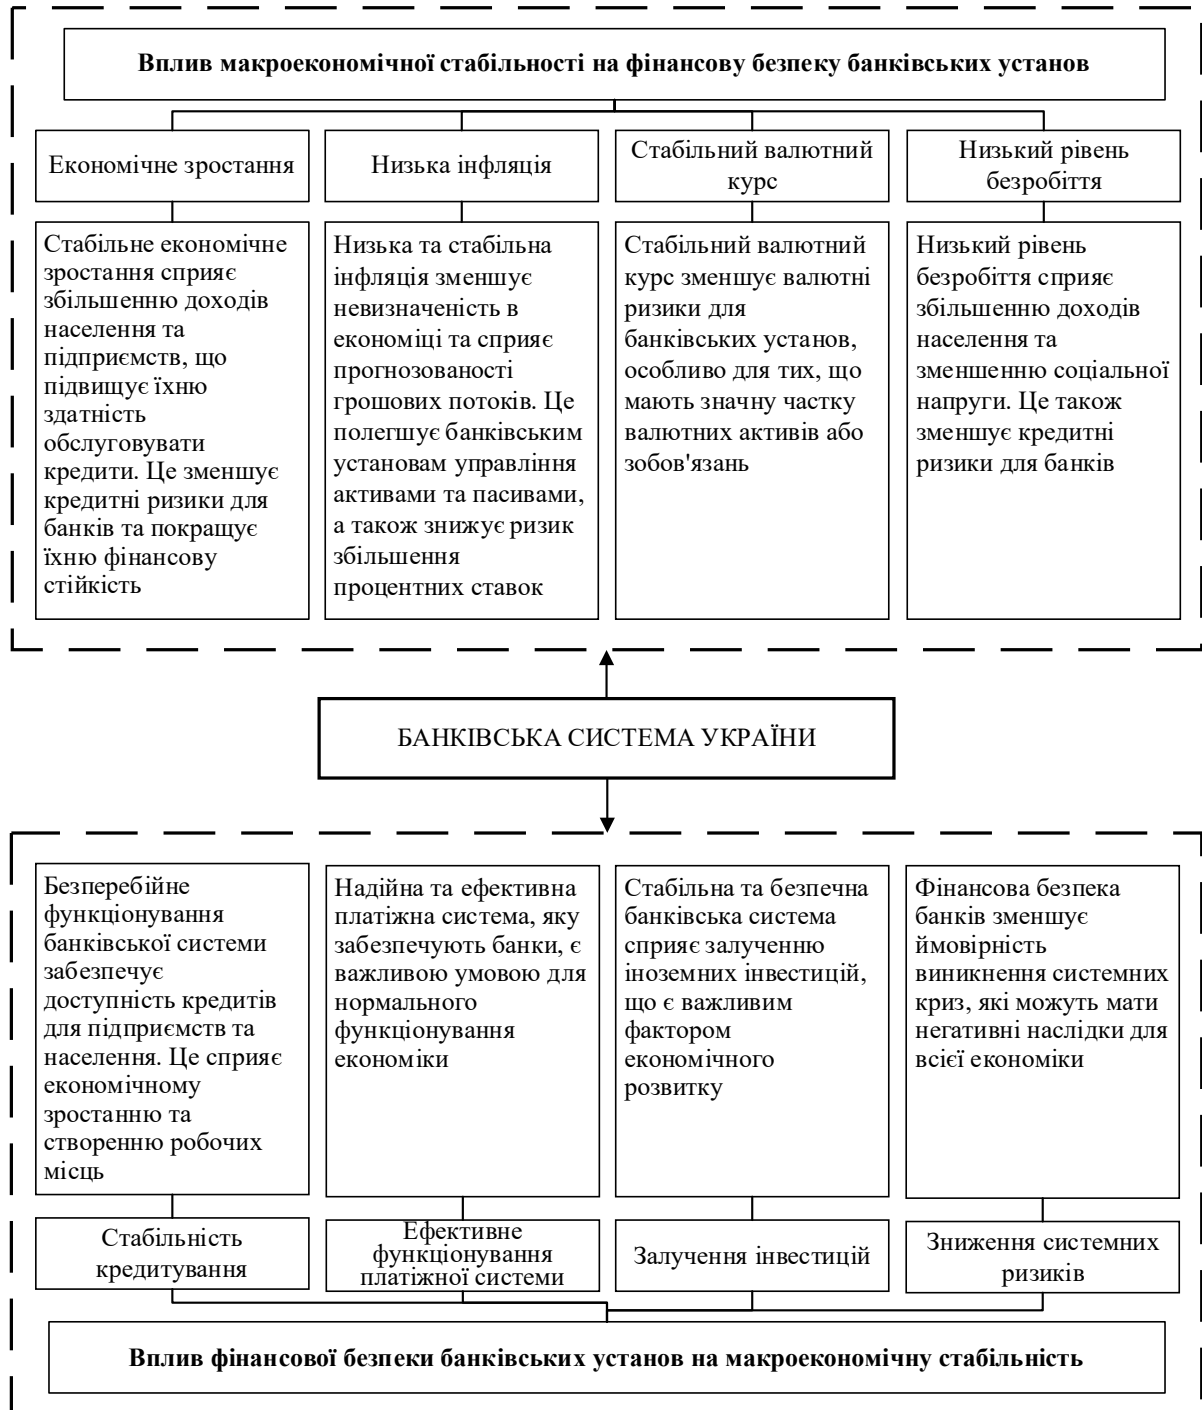 Вплив макроекономічної стабільності на фінансову безпеку банківських установ
Економічне зростання
Низька інфляція
Стабільний валютний
курс
Низький рівень
безробіття
Стабільне економічне
зростання сприяє
збільшенню доходів
населення та
підприємств, що
підвищує їхню
здатність
обслуговувати
кредити. Це зменшує
кредитні ризики для
банків та покращує
їхню фінансову
стійкість
Низька та стабільна
інфляція зменшує
невизначеність в
економіці та сприяє
прогнозованості
грошових потоків. Це
полегшує банківським
установам управління
активами та пасивами,
а також знижує ризик
збільшення
процентних ставок
Стабільний валютний
курс зменшує валютні
ризики для
банківських установ,
особливо для тих, що
мають значну частку
валютних активів або
зобов'язань
Низький рівень
безробіття сприяє
збільшенню доходів
населення та
зменшенню соціальної
напруги. Це також
зменшує кредитні
ризики для банків
БАНКІВСЬКА СИСТЕМА УКРАЇНИ
Безперебійне
функціонування
банківської системи
забезпечує
доступність кредитів
для підприємств та
населення. Це сприяє
економічному
зростанню та
створенню робочих
місць
Надійна та ефективна
платіжна система, яку
забезпечують банки, є
важливою умовою для
нормального
функціонування
економіки
Стабільна та безпечна
банківська система
сприяє залученню
іноземних інвестицій,
що є важливим
фактором
економічного
розвитку
Фінансова безпека
банків зменшує
ймовірність
виникнення системних
криз, які можуть мати
негативні наслідки для
всієї економіки
Стабільність
кредитування
Ефективне
функціонування
платіжної системи
Залучення інвестицій
Зниження системних
ризиків
Вплив фінансової безпеки банківських установ на макроекономічну стабільність